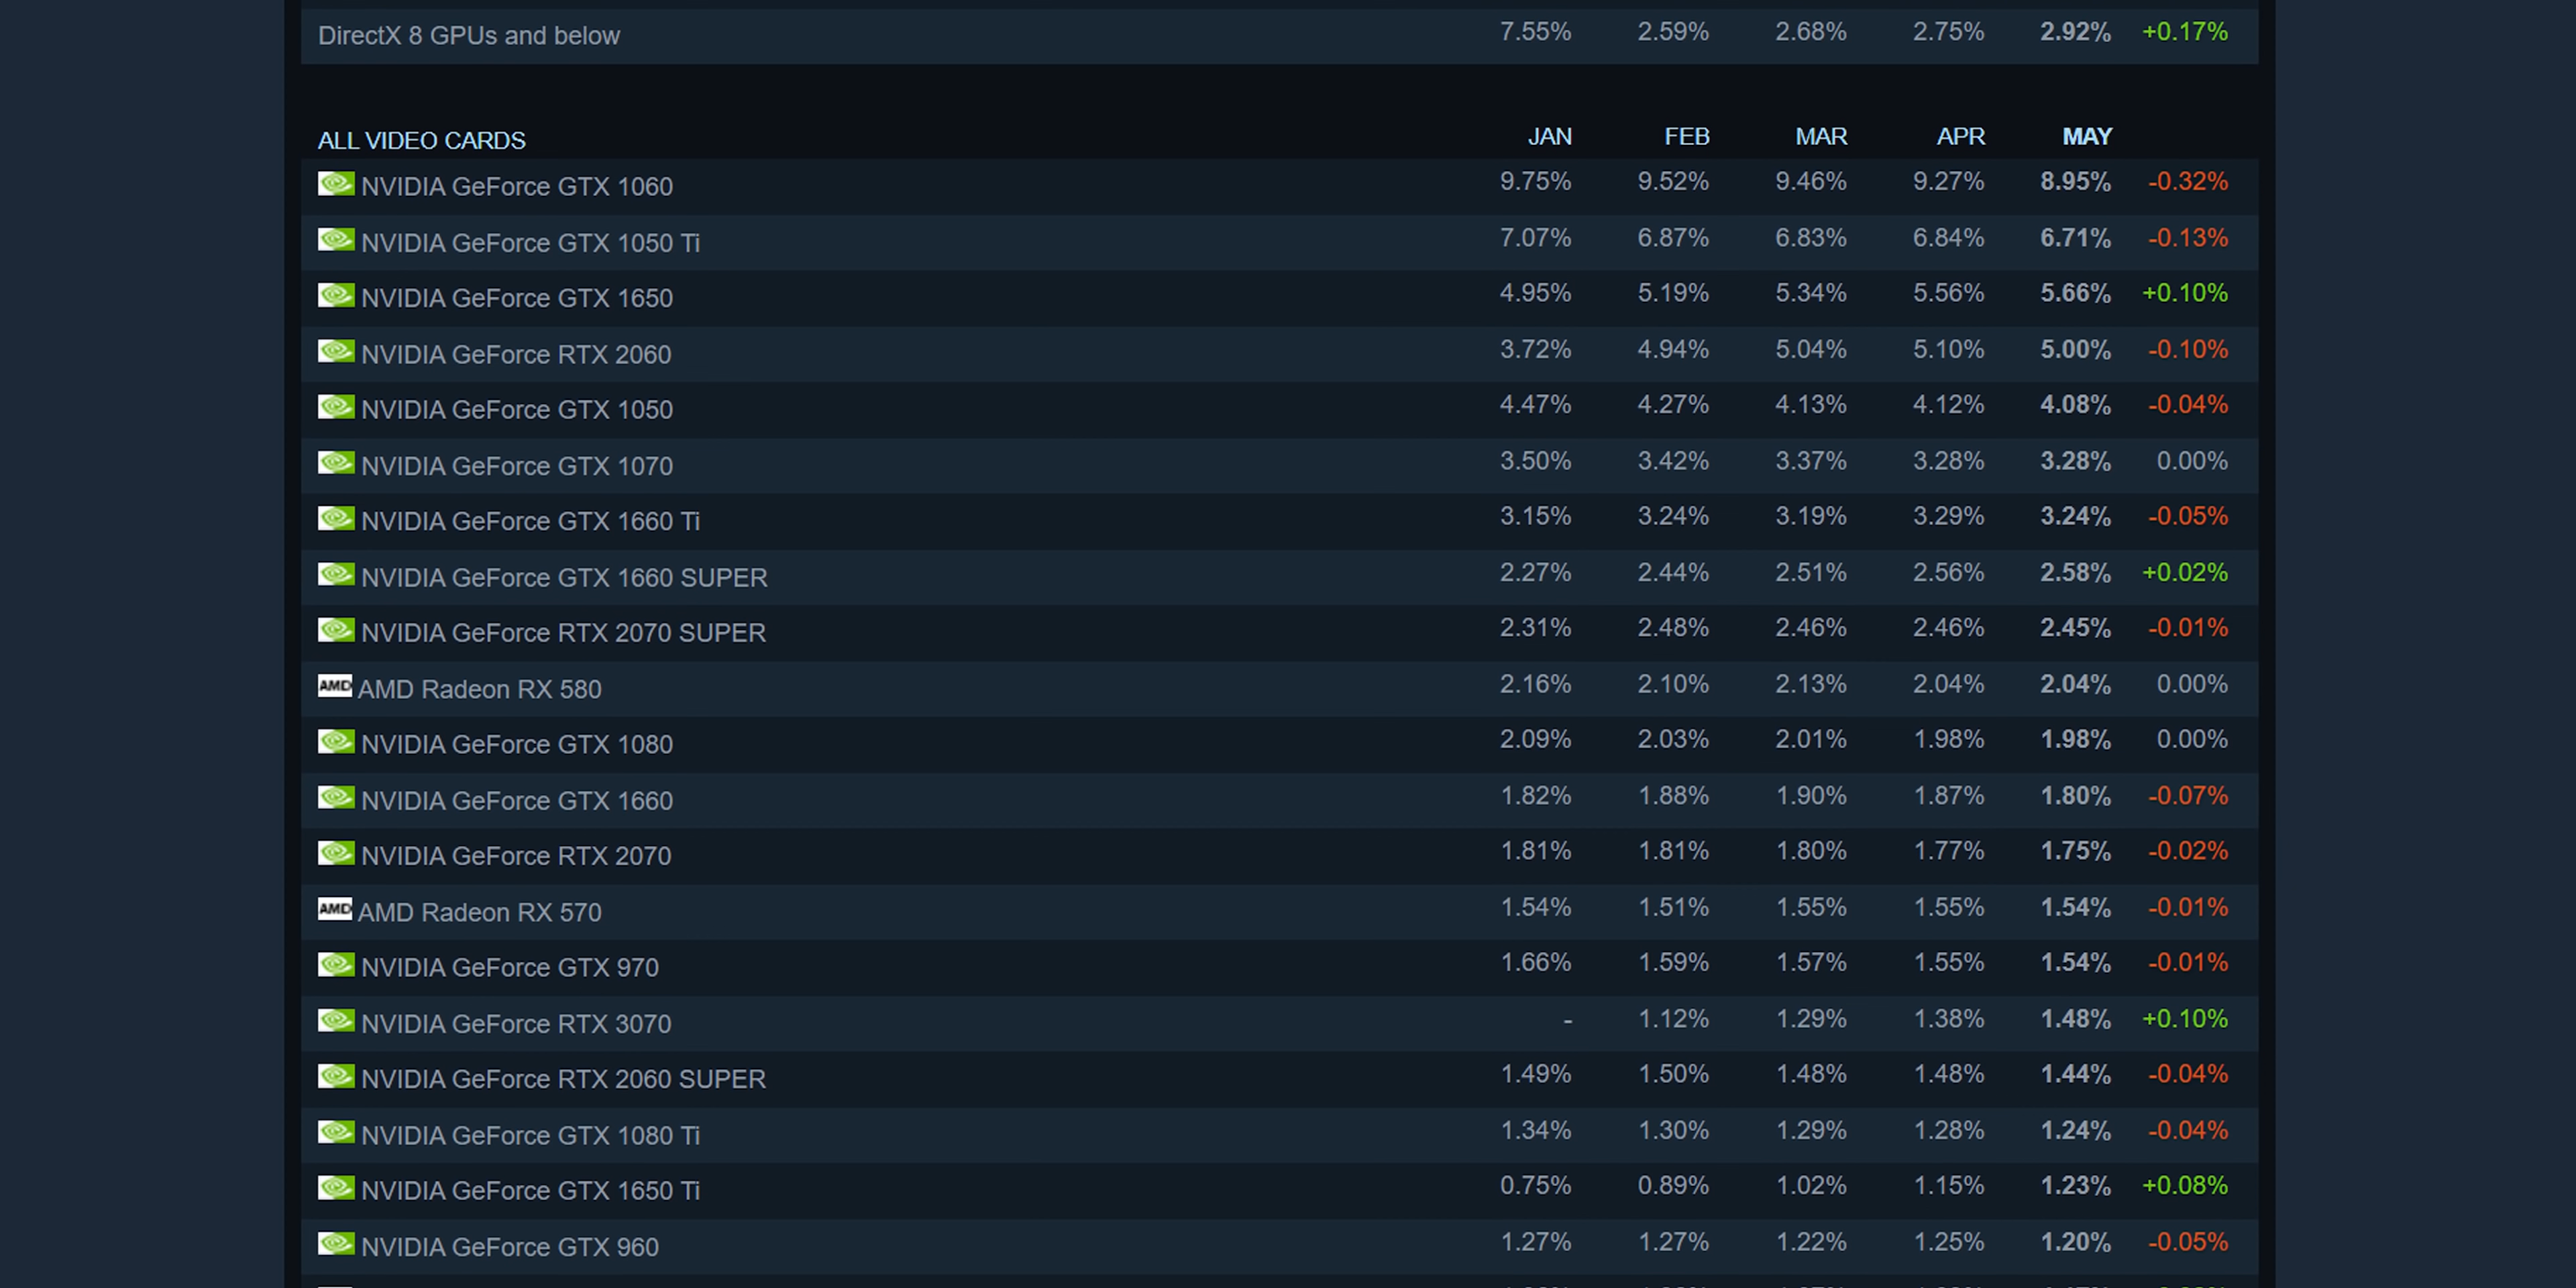 DirectX 8 GPUs and below 7.55% 2.59% 2.68% 2.75% 2.92% +0.17%
ALL VIDEO CARDS JAN FEB MAR APR MAY
NVIDIA GeForce GTX 1060 9.75% 9.52% 9.46% 9.27% 8.95% -0.32%
NVIDIA GeForce GTX 1050 Ti 7.07% 6.87% 6.83% 6.84% 6.71% -0.13%
NVIDIA GeForce GTX 1650 4.95% 5.19% 5.34% 5.56% 5.66% +0.10%
NVIDIA GeForce RTX 2060 3.72% 4.94% 5.04% 5.10% 5.00% -0.10%
NVIDIA GeForce GTX 1050 4.47% 4.27% 4.13% 4.12% 4.08% -0.04%
NVIDIA GeForce GTX 1070 3.50% 3.42% 3.37% 3.28% 3.28% 0.00%
NVIDIA GeForce GTX 1660 Ti 3.15% 3.24% 3.19% 3.29% 3.24% -0.05%
NVIDIA GeForce GTX 1660 SUPER 2.27% 2.44% 2.51% 2.56% 2.58% +0.02%
NVIDIA GeForce RTX 2070 SUPER 2.31% 2.48% 2.46% 2.46% 2.45% -0.01%
AMD AMD Radeon RX 580 2.16% 2.10% 2.13% 2.04% 2.04% 0.00%
NVIDIA GeForce GTX 1080 2.09% 2.03% 2.01% 1.98% 1.98% 0.00%
NVIDIA GeForce GTX 1660 1.82% 1.88% 1.90% 1.87% 1.80% -0.07%
NVIDIA GeForce RTX 2070 1.81% 1.81% 1.80% 1.77% 1.75% -0.02%
AMD AMD Radeon RX 570 1.54% 1.51% 1.55% 1.55% 1.54% -0.01%
NVIDIA GeForce GTX 970 1.66% 1.59% 1.57% 1.55% 1.54% -0.01%
NVIDIA GeForce RTX 3070 - 1.12% 1.29% 1.38% 1.48% +0.10%
NVIDIA GeForce RTX 2060 SUPER 1.49% 1.50% 1.48% 1.48% 1.44% -0.04%
NVIDIA GeForce GTX 1080 Ti 1.34% 1.30% 1.29% 1.28% 1.24% -0.04%
NVIDIA GeForce GTX 1650 Ti 0.75% 0.89% 1.02% 1.15% 1.23% +0.08%
NVIDIA GeForce GTX 960 1.27% 1.27% 1.22% 1.25% 1.20% -0.05%